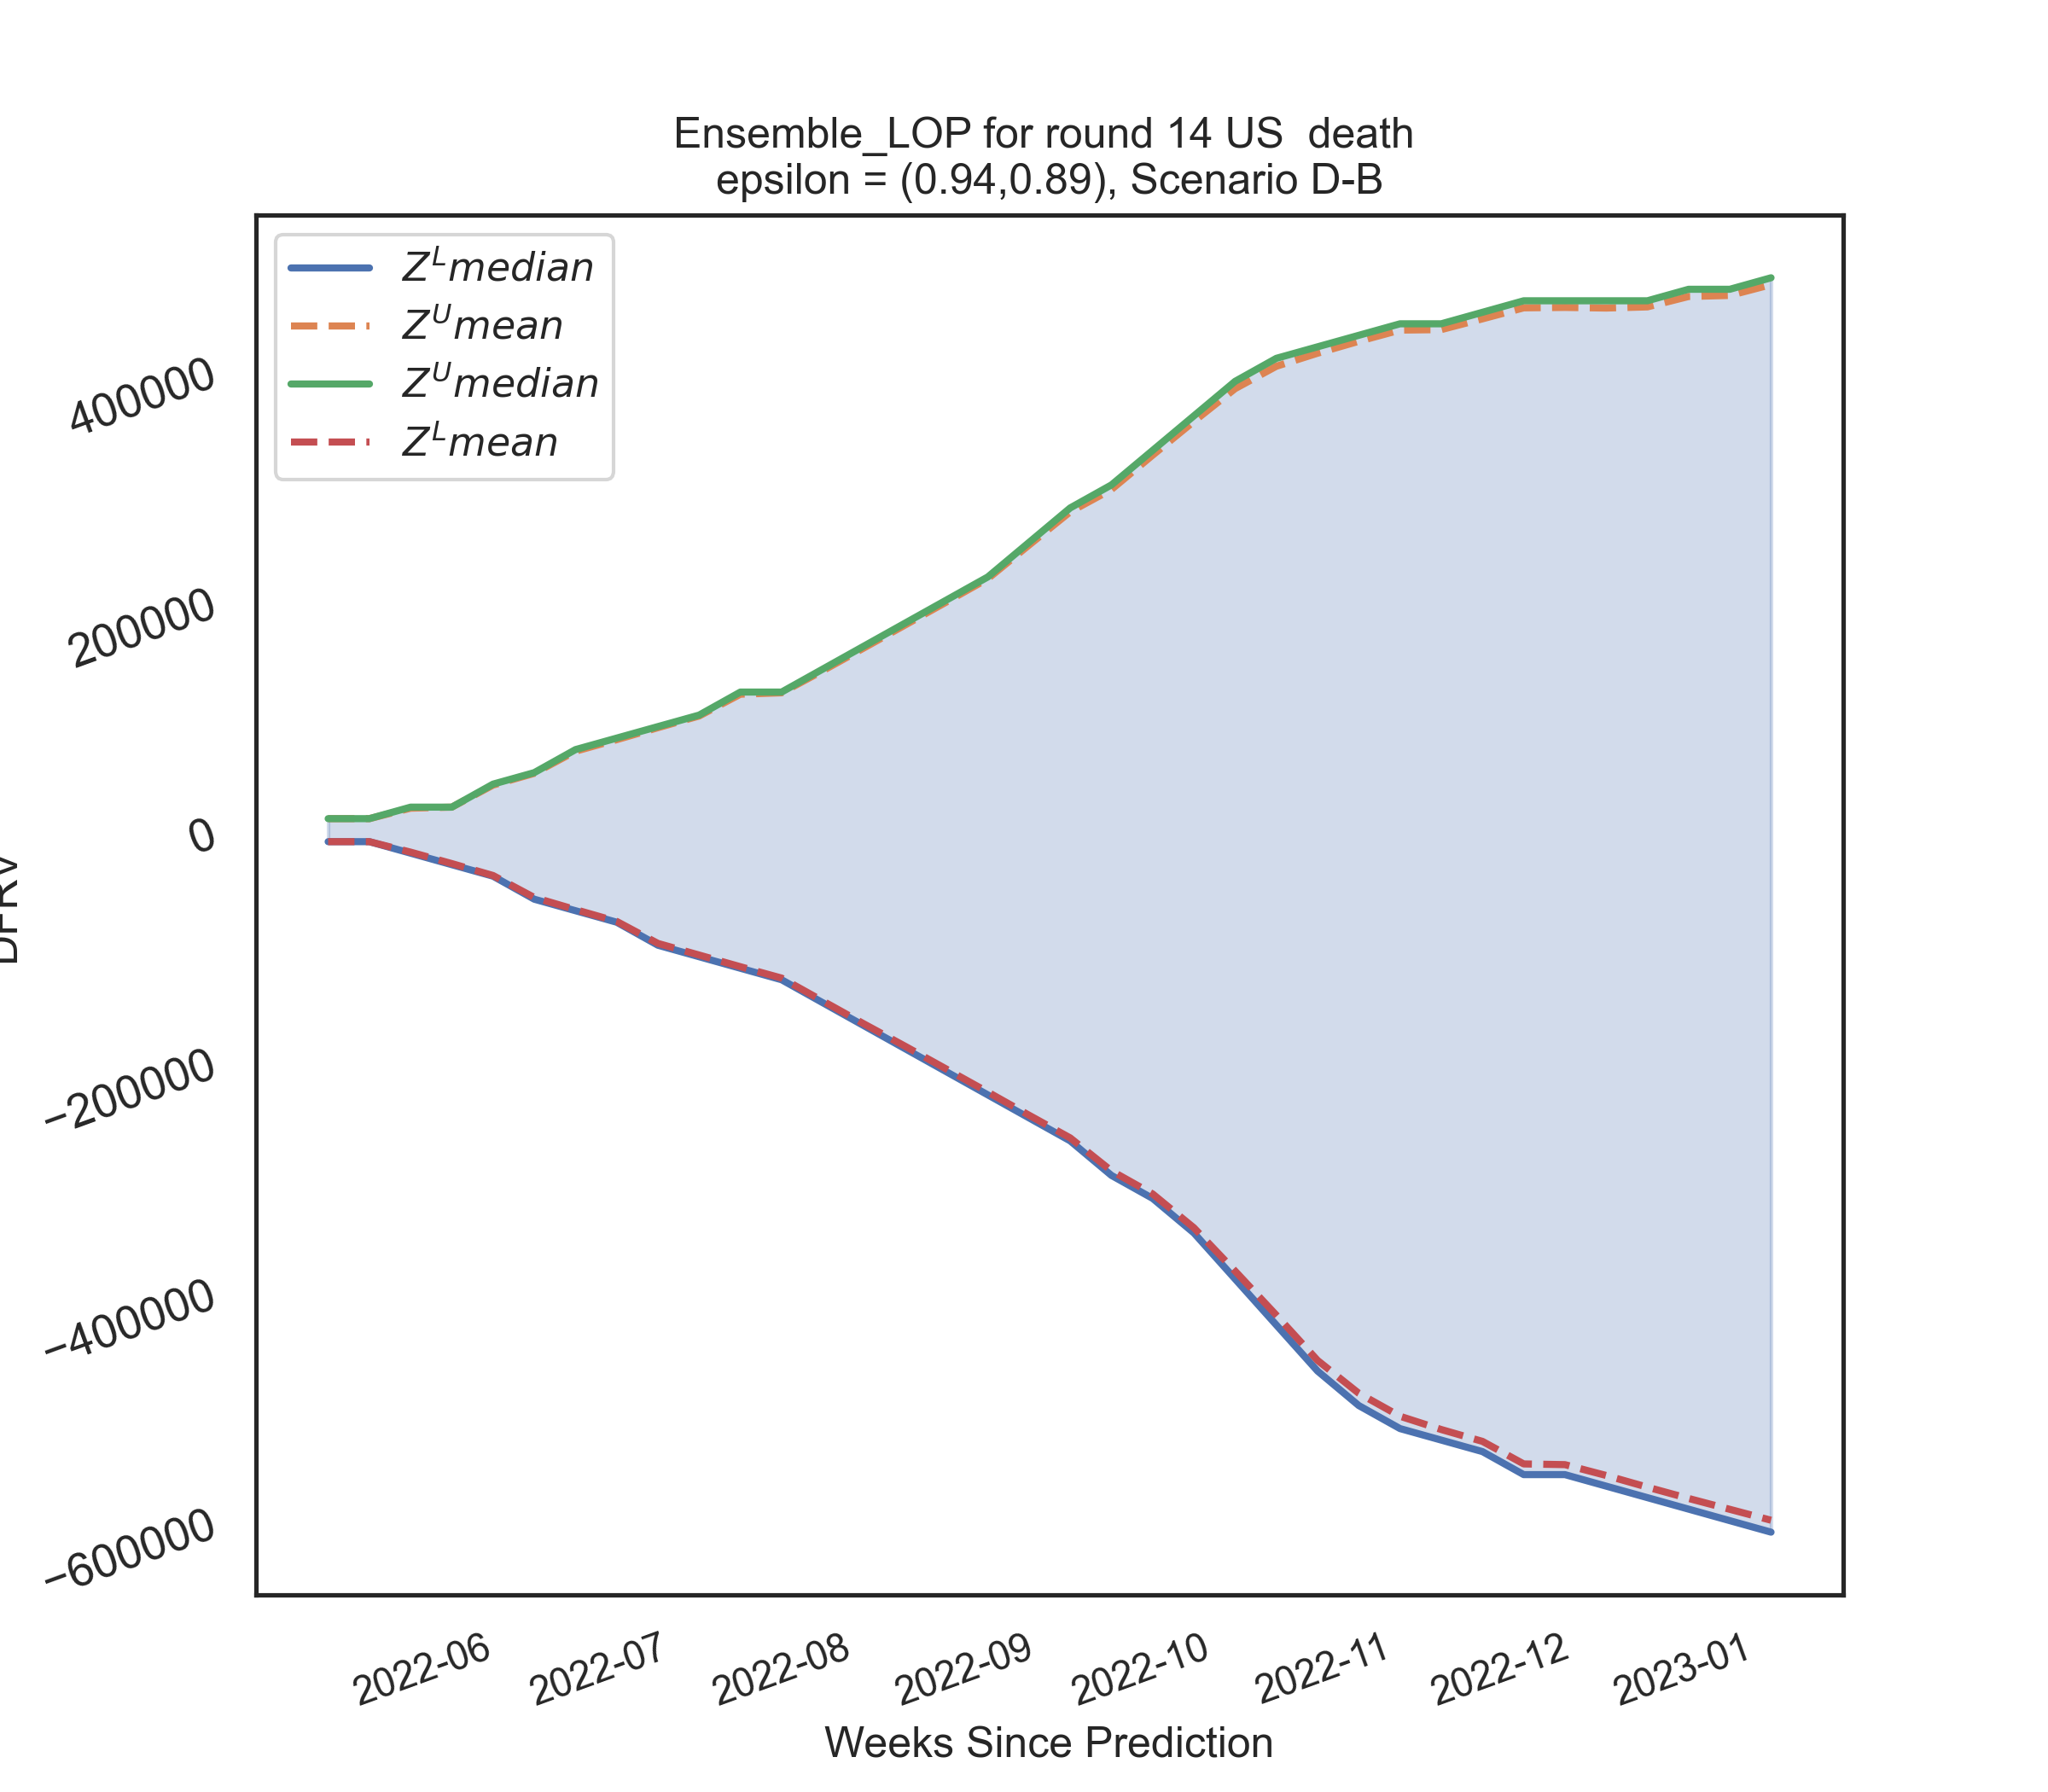 Ensemble_LOP for round 14 US  death
epsilon = (0.94,0.89), Scenario D-B
Z^L median
Z^U mean
Z^U median
Z^L mean
400000
200000
0
−200000
−400000
−600000
2022-06
2022-07
2022-08
2022-09
2022-10
2022-11
2022-12
2023-01
Weeks Since Prediction